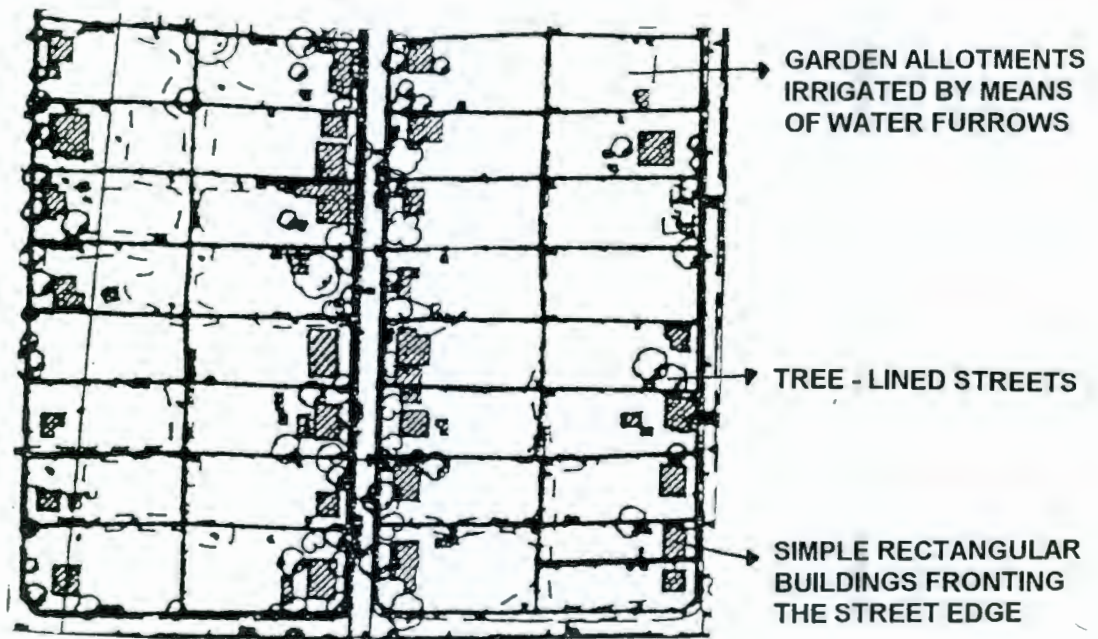 GARDEN ALLOTMENTS
IRRIGATED BY MEANS
OF WATER FURROWS
TREE - LINED STREETS
SIMPLE RECTANGULAR
BUILDINGS FRONTING
THE STREET EDGE